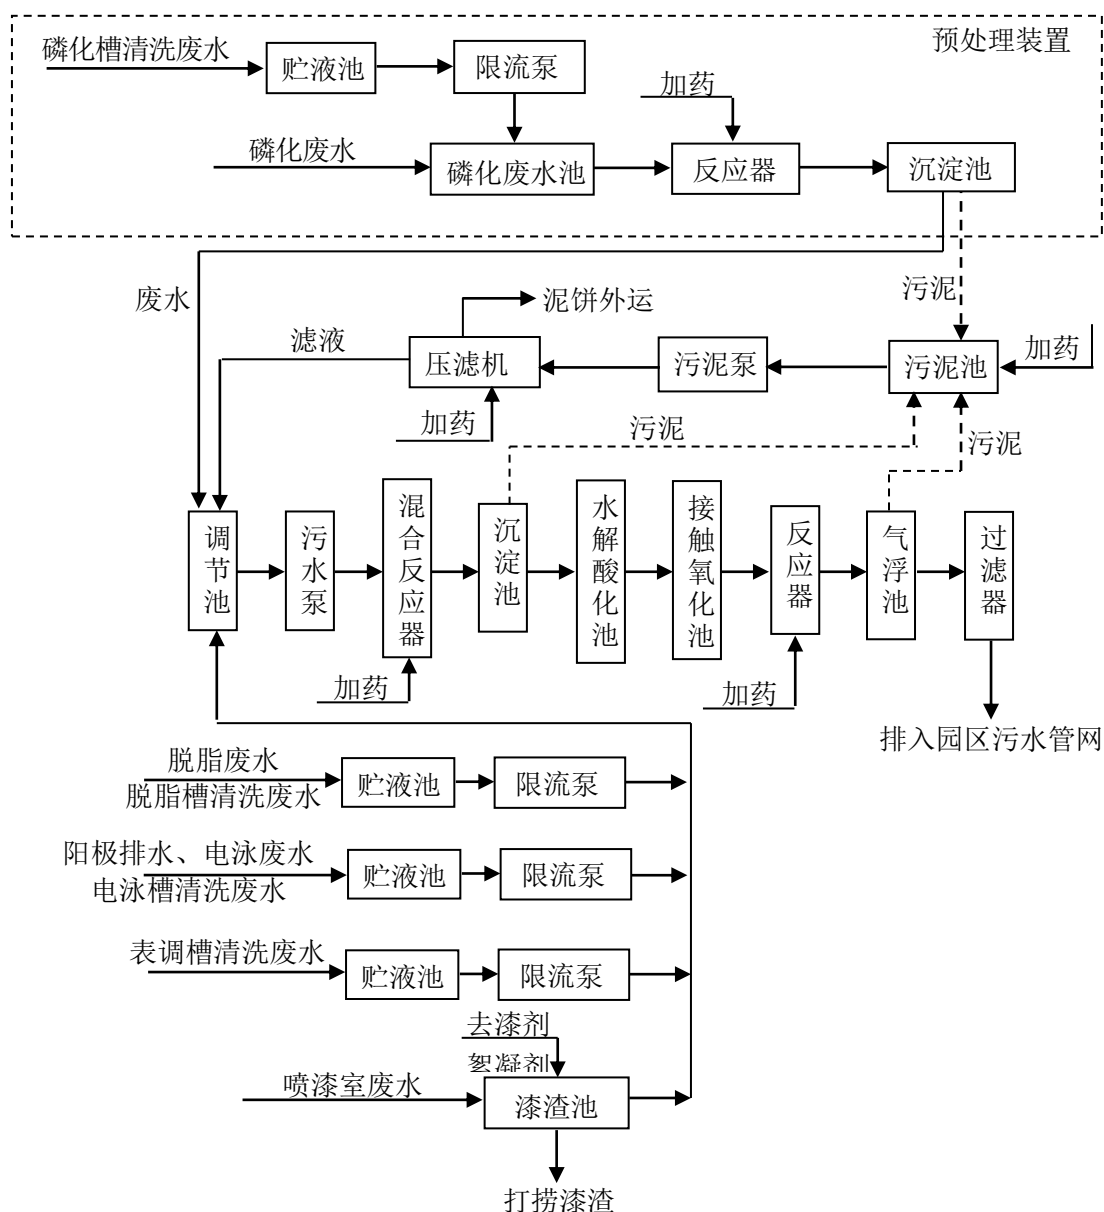 预处理装置
磷化槽清洗废水
贮液池
限流泵
加药
磷化废水
磷化废水池
反应器
沉淀池
废水
泥饼外运
污泥
滤液
压滤机
污泥泵
污泥池
加药
加药
污泥
污泥
调节池
污水泵
混合反应器
沉淀池
水解酸化池
接触氧化池
反应器
气浮池
过滤器
加药
加药
排入园区污水管网
脱脂废水
脱脂槽清洗废水
贮液池
限流泵
阳极排水、电泳废水
电泳槽清洗废水
贮液池
限流泵
表调槽清洗废水
贮液池
限流泵
去漆剂
絮凝剂
喷漆室废水
漆渣池
打捞漆渣